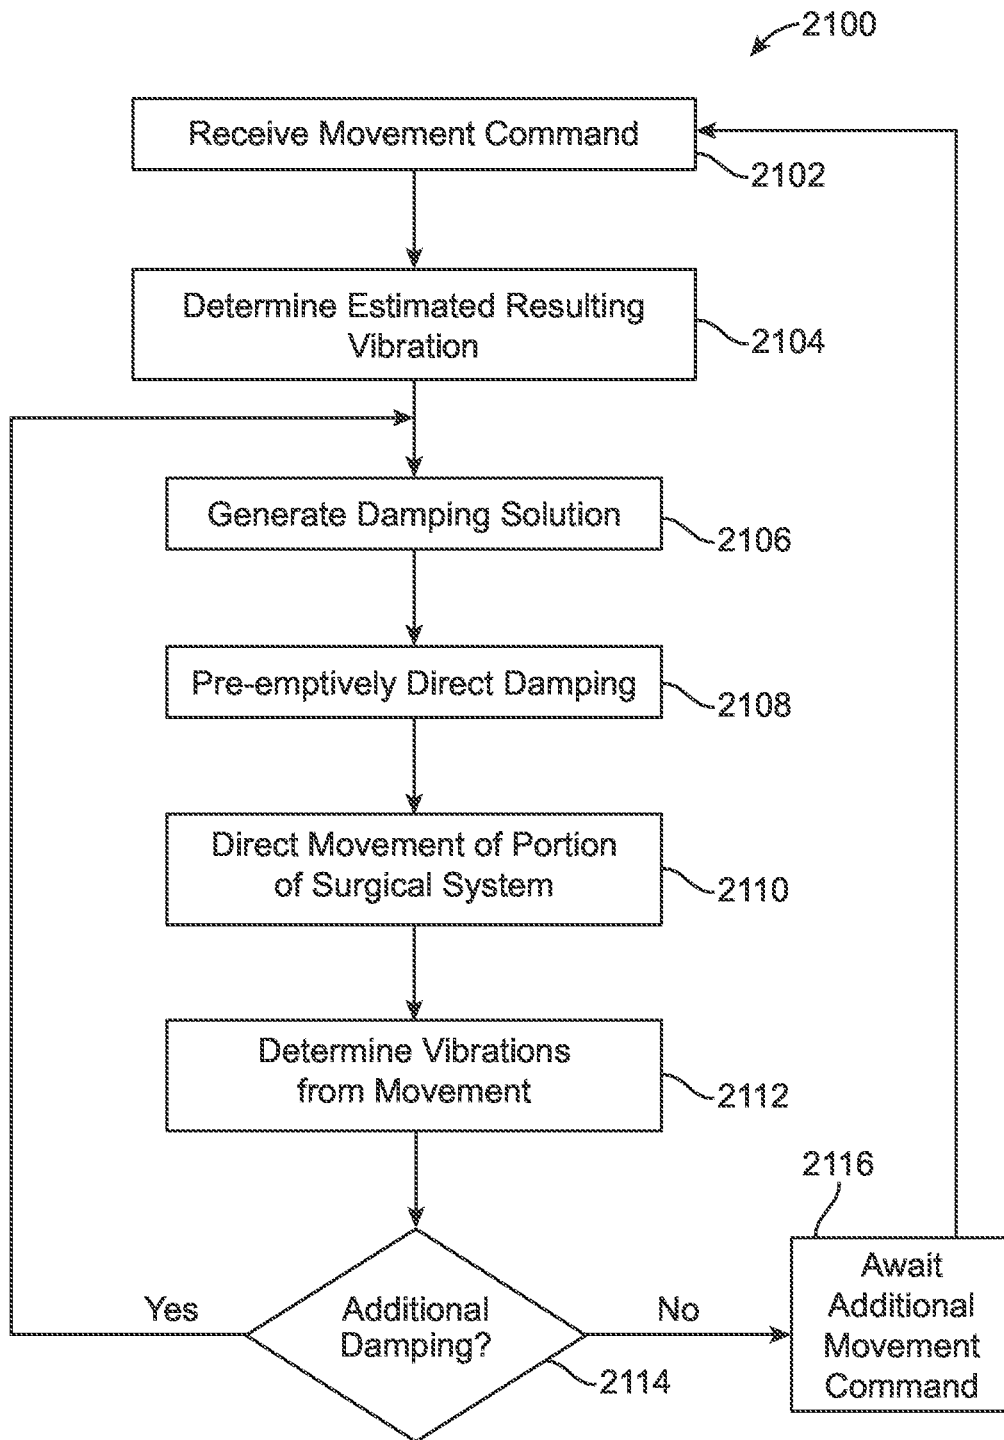 2100
Receive Movement Command
2102
Determine Estimated Resulting
Vibration
2104
Generate Damping Solution
2106
Pre-emptively Direct Damping
2108
Direct Movement of Portion
of Surgical System
2110
Determine Vibrations
from Movement
2112
Additional
Damping?
2114
Yes
No
2116
Await
Additional
Movement
Command